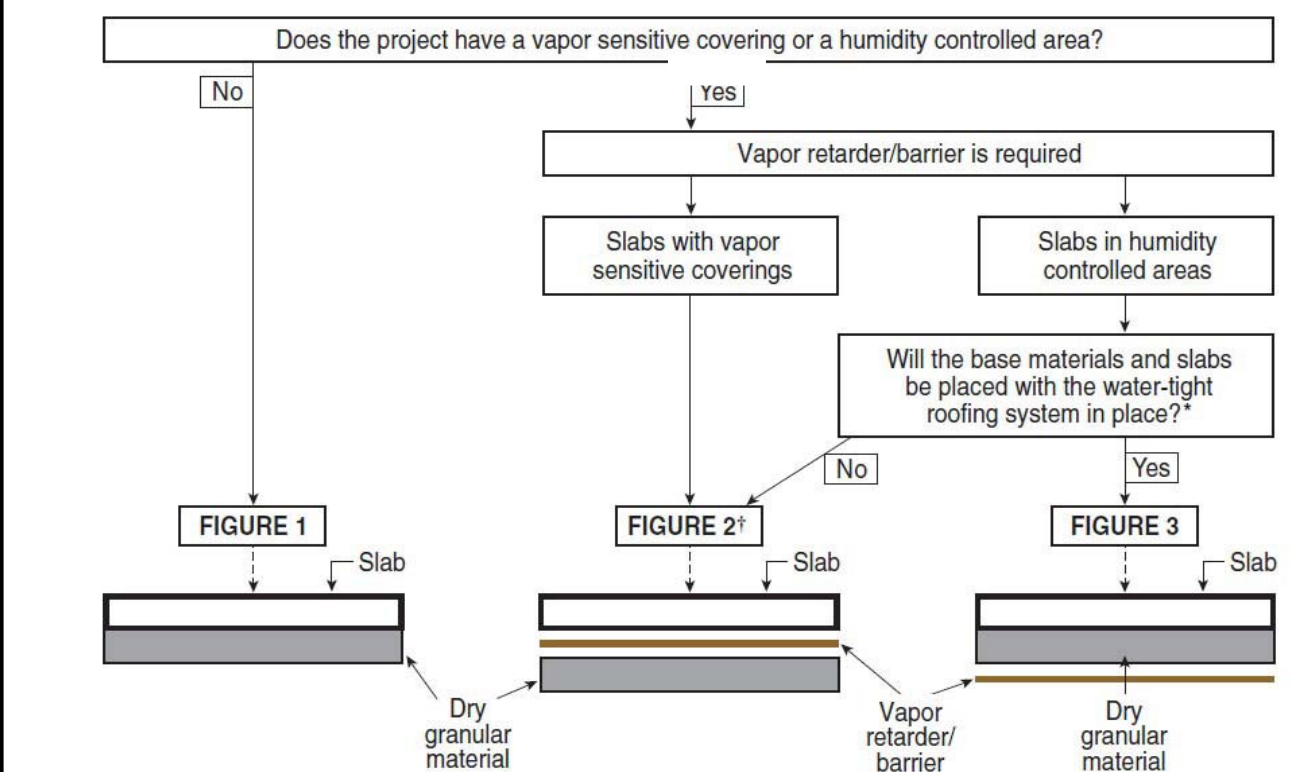 Does the project have a vapor sensitive covering or a humidity controlled area?
No
Yes
Vapor retarder/barrier is required
Slabs with vapor
sensitive coverings
Slabs in humidity
controlled areas
Will the base materials and slabs
be placed with the water-tight
roofing system in place?*
No
Yes
FIGURE 1
FIGURE 2†
FIGURE 3
Slab
Slab
Slab
Dry
granular
material
Vapor
retarder/
barrier
Dry
granular
material